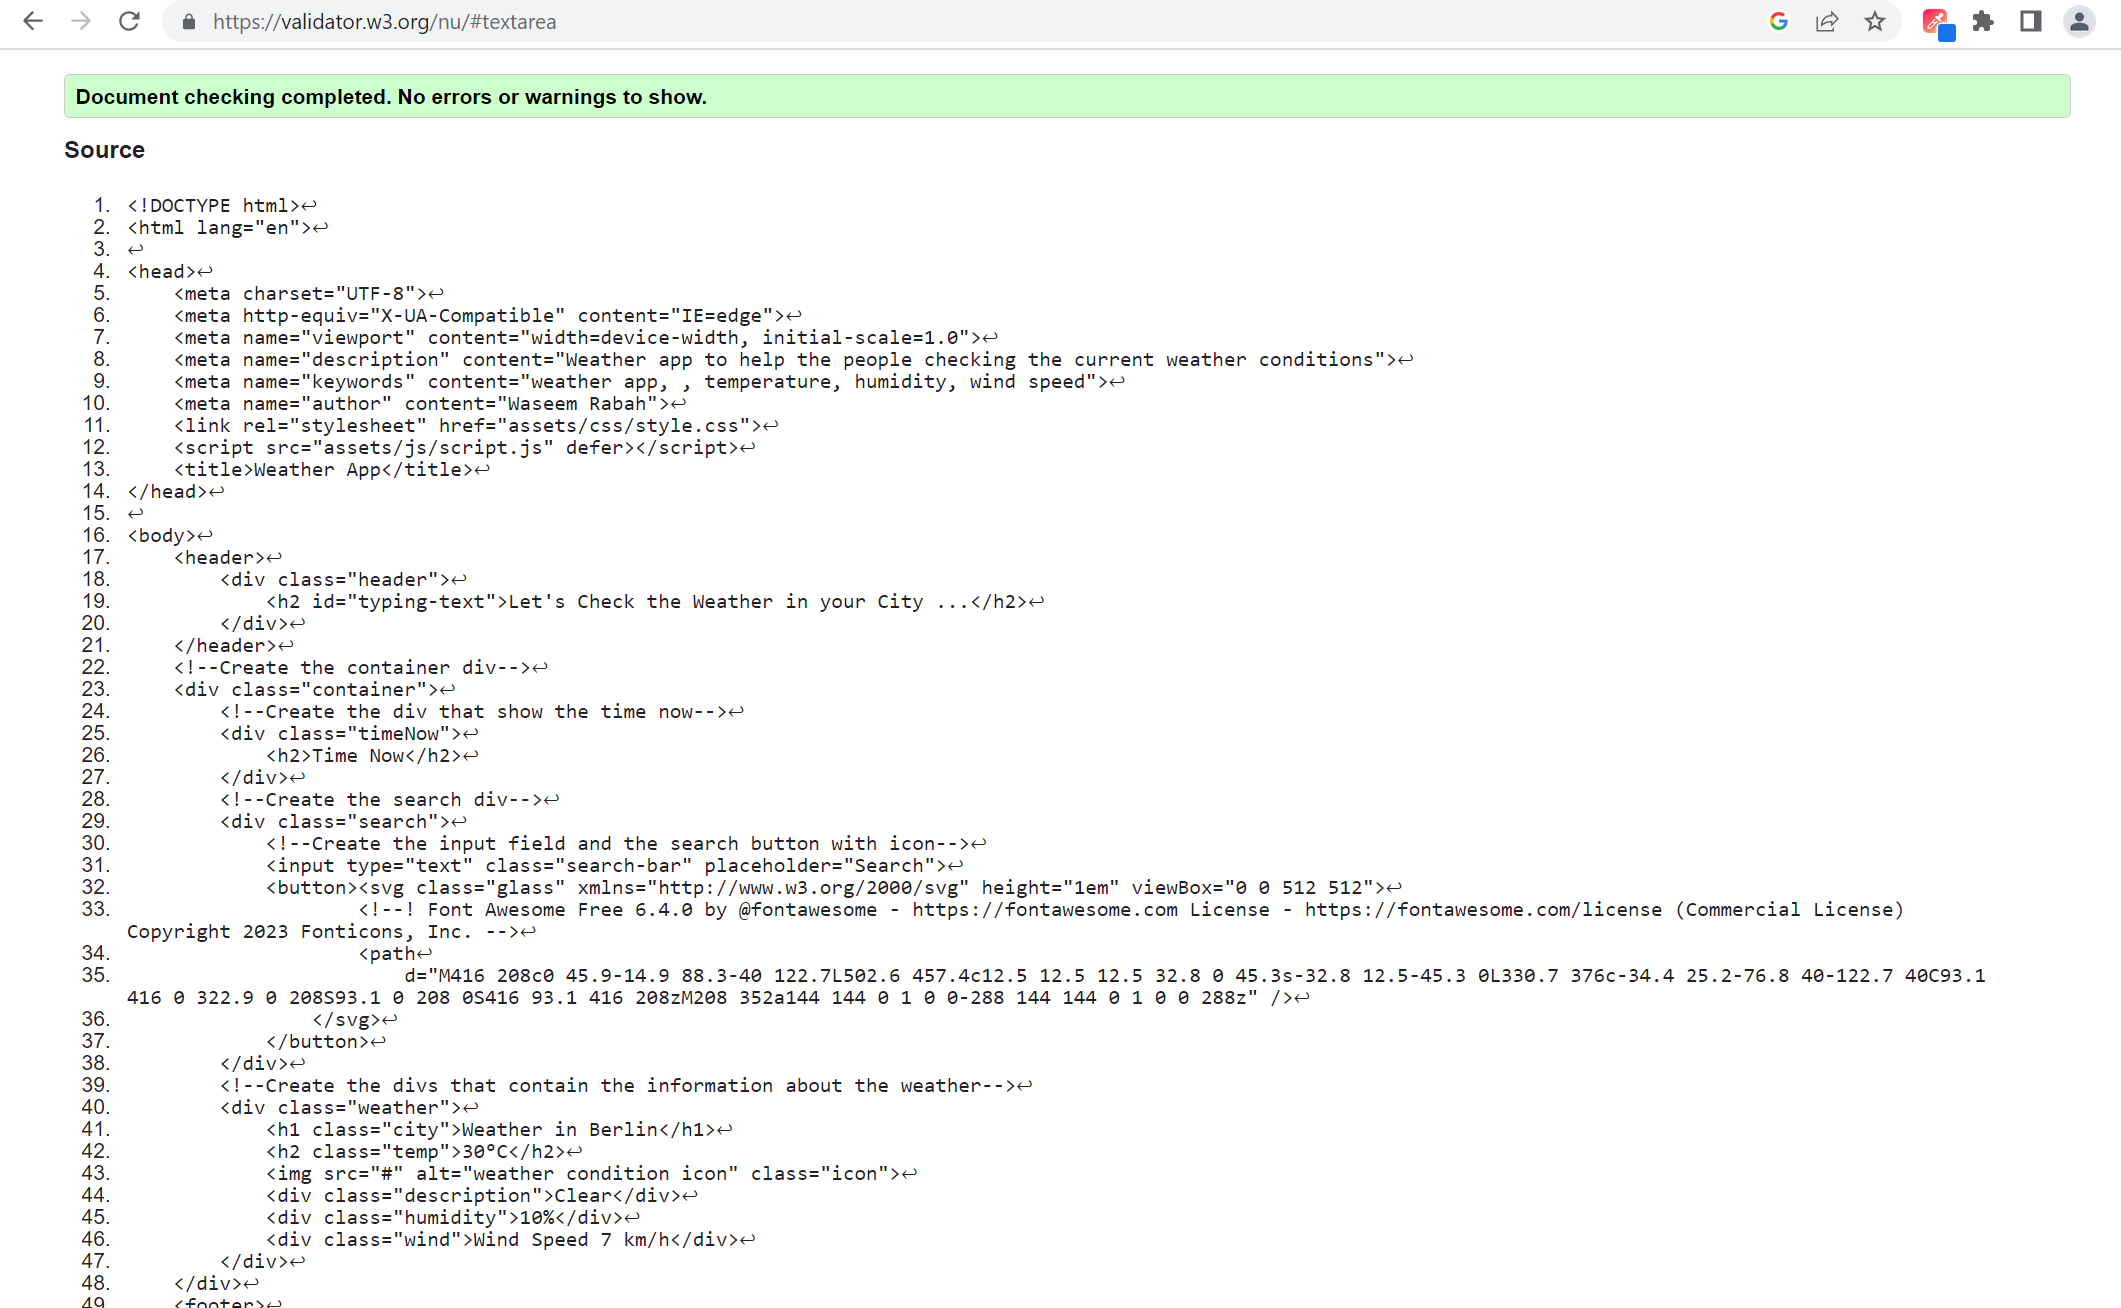 https://validator.w3.org/nu/#textarea
Document checking completed. No errors or warnings to show.
Source
1. <!DOCTYPE html>↩
2. <html lang="en">↩
3. ↩
4. <head>↩
5.     <meta charset="UTF-8">↩
6.     <meta http-equiv="X-UA-Compatible" content="IE=edge">↩
7.     <meta name="viewport" content="width=device-width, initial-scale=1.0">↩
8.     <meta name="description" content="Weather app to help the people checking the current weather conditions">↩
9.     <meta name="keywords" content="weather app, , temperature, humidity, wind speed">↩
10.     <meta name="author" content="Waseem Rabah">↩
11.     <link rel="stylesheet" href="assets/css/style.css">↩
12.     <script src="assets/js/script.js" defer></script>↩
13.     <title>Weather App</title>↩
14. </head>↩
15. ↩
16. <body>↩
17.     <header>↩
18.         <div class="header">↩
19.             <h2 id="typing-text">Let's Check the Weather in your City ...</h2>↩
20.         </div>↩
21.     </header>↩
22.     <!--Create the container div-->↩
23.     <div class="container">↩
24.         <!--Create the div that show the time now-->↩
25.         <div class="timeNow">↩
26.             <h2>Time Now</h2>↩
27.         </div>↩
28.         <!--Create the search div-->↩
29.         <div class="search">↩
30.             <!--Create the input field and the search button with icon-->↩
31.             <input type="text" class="search-bar" placeholder="Search">↩
32.             <button><svg class="glass" xmlns="http://www.w3.org/2000/svg" height="1em" viewBox="0 0 512 512">↩
33.                     <!--! Font Awesome Free 6.4.0 by @fontawesome - https://fontawesome.com License - https://fontawesome.com/license (Commercial License)
Copyright 2023 Fonticons, Inc. -->↩
34.                     <path↩
35.                         d="M416 208c0 45.9-14.9 88.3-40 122.7L502.6 457.4c12.5 12.5 12.5 32.8 0 45.3s-32.8 12.5-45.3 0L330.7 376c-34.4 25.2-76.8 40-122.7 40C93.1
416 0 322.9 0 208S93.1 0 208 0S416 93.1 416 208zM208 352a144 144 0 1 0 0-288 144 144 0 1 0 0 288z" />↩
36.                 </svg>↩
37.             </button>↩
38.         </div>↩
39.         <!--Create the divs that contain the information about the weather-->↩
40.         <div class="weather">↩
41.             <h1 class="city">Weather in Berlin</h1>↩
42.             <h2 class="temp">30°C</h2>↩
43.             <img src="#" alt="weather condition icon" class="icon">↩
44.             <div class="description">Clear</div>↩
45.             <div class="humidity">10%</div>↩
46.             <div class="wind">Wind Speed 7 km/h</div>↩
47.         </div>↩
48.     </div>↩
49.     <footer>↩